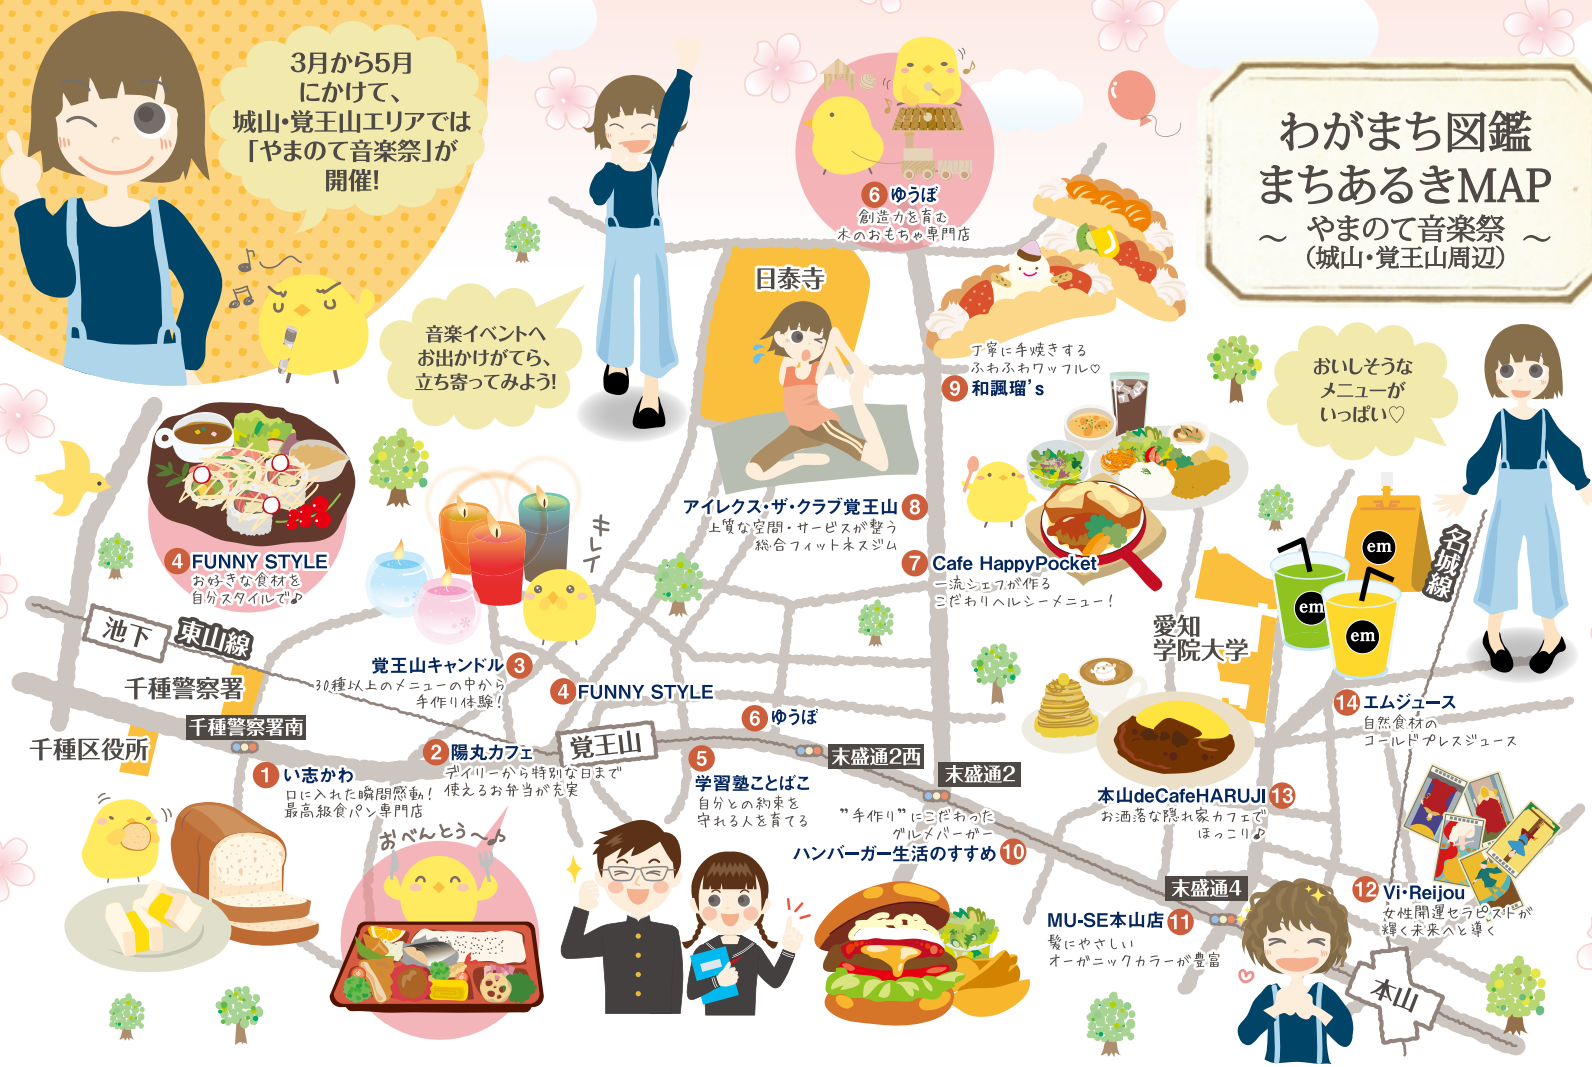 3月から5月
にかけて、
城山・覚王山エリアでは
「やまのて音楽祭」が
開催!
わがまち図鑑
まちあるきMAP
～ やまのて音楽祭 ～
（城山・覚王山周辺）
音楽イベントへ
お出かけがてら、
立ち寄ってみよう!
6 ゆうぽ
創造力を育む
木のおもちゃ専門店
日泰寺
丁寧に手焼きする
ふわふわワッフル♡
9 和諷瑠's
おいしそうな
メニューが
いっぱい♡
4 FUNNY STYLE
お好きな食材を
自分スタイルで♪
キレイ
アイレクス・ザ・クラブ覚王山 8
上質な空間・サービスが整う
総合フィットネスジム
7 Cafe HappyPocket
一流シェフが作る
こだわりヘルシーメニュー!
em
em
em
名城線
愛知
学院大学
池下
東山線
千種警察署
千種警察署南
千種区役所
覚王山キャンドル 3
30種以上のメニューの中から
手作り体験!
4 FUNNY STYLE
6 ゆうぽ
覚王山
2 陽丸カフェ
デイリーから特別な日まで
使えるお弁当が充実
1 い志かわ
口に入れた瞬間感動!
最高級食パン専門店
おべんとう〜♪
5
学習塾ことばこ
自分との約束を
守れる人を育てる
末盛通2西
末盛通2
"手作り"にこだわった
グルメバーガー
ハンバーガー生活のすすめ 10
14 エムジュース
自然食材の
コールドプレスジュース
本山deCafeHARUJI 13
お洒落な隠れ家カフェで
ほっこり♪
末盛通4
MU-SE本山店 11
髪にやさしい
オーガニックカラーが豊富
12 Vi・Reijou
女性開運セラピストが
輝く未来へと導く
本山